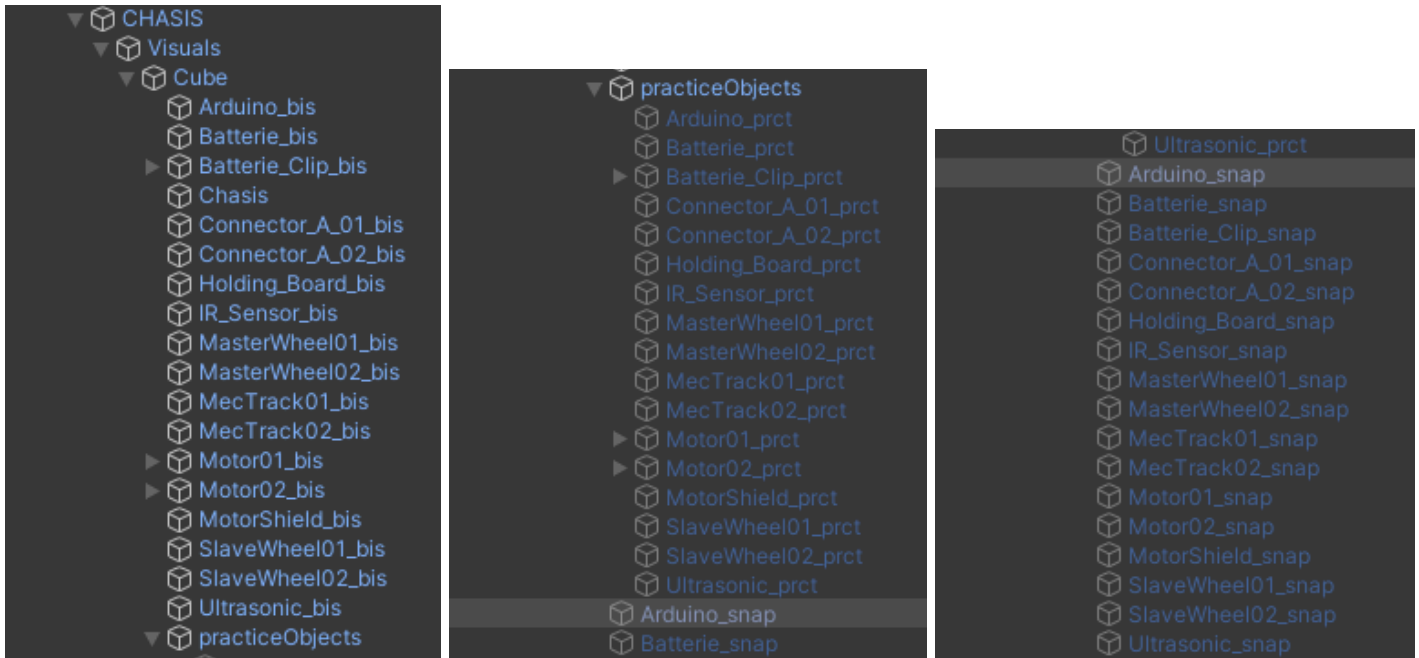 CHASIS
Visuals
Cube
Arduino_bis
Batterie_bis
Batterie_Clip_bis
Chasis
Connector_A_01_bis
Connector_A_02_bis
Holding_Board_bis
IR_Sensor_bis
MasterWheel01_bis
MasterWheel02_bis
MecTrack01_bis
MecTrack02_bis
Motor01_bis
Motor02_bis
MotorShield_bis
SlaveWheel01_bis
SlaveWheel02_bis
Ultrasonic_bis
practiceObjects
practiceObjects
Arduino_prct
Batterie_prct
Batterie_Clip_prct
Connector_A_01_prct
Connector_A_02_prct
Holding_Board_prct
IR_Sensor_prct
MasterWheel01_prct
MasterWheel02_prct
MecTrack01_prct
MecTrack02_prct
Motor01_prct
Motor02_prct
MotorShield_prct
SlaveWheel01_prct
SlaveWheel02_prct
Ultrasonic_prct
Arduino_snap
Batterie_snap
Ultrasonic_prct
Arduino_snap
Batterie_snap
Batterie_Clip_snap
Connector_A_01_snap
Connector_A_02_snap
Holding_Board_snap
IR_Sensor_snap
MasterWheel01_snap
MasterWheel02_snap
MecTrack01_snap
MecTrack02_snap
Motor01_snap
Motor02_snap
MotorShield_snap
SlaveWheel01_snap
SlaveWheel02_snap
Ultrasonic_snap